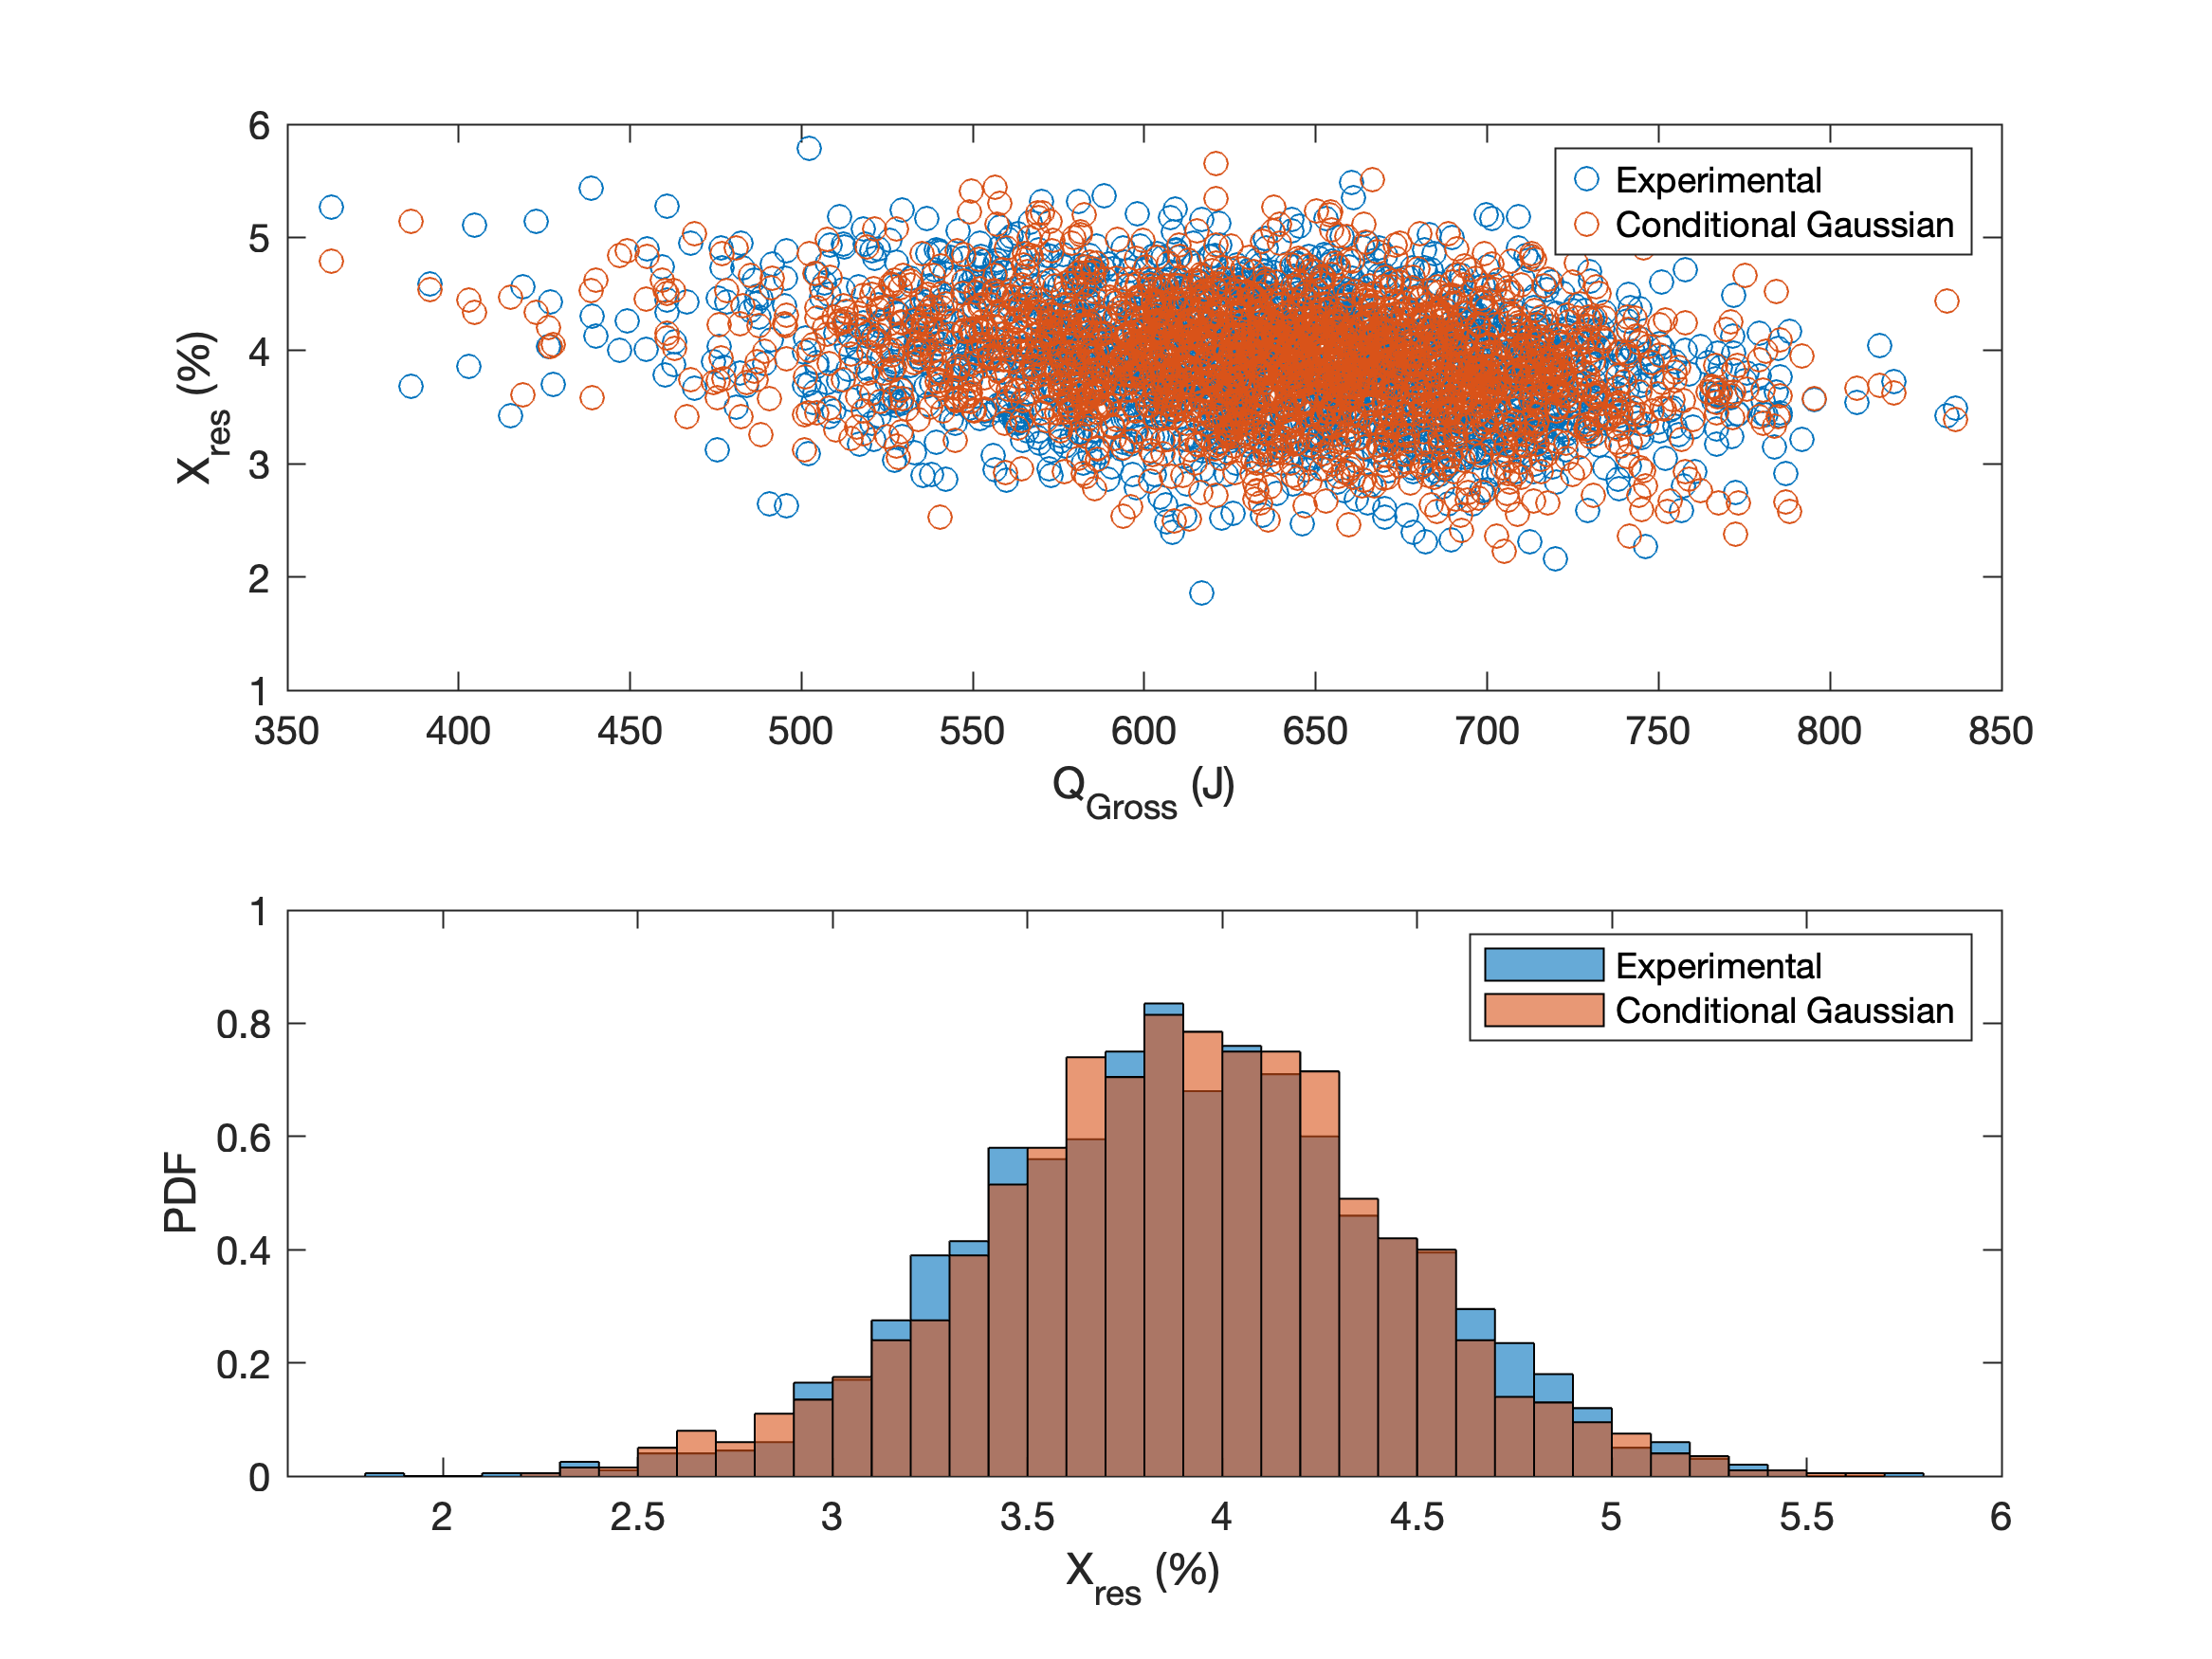 6
5
4
3
2
1
X_res (%)
Experimental
Conditional Gaussian
350 400 450 500 550 600 650 700 750 800 850
Q_Gross (J)
1
0.8
0.6
0.4
0.2
0
PDF
Experimental
Conditional Gaussian
2 2.5 3 3.5 4 4.5 5 5.5 6
X_res (%)